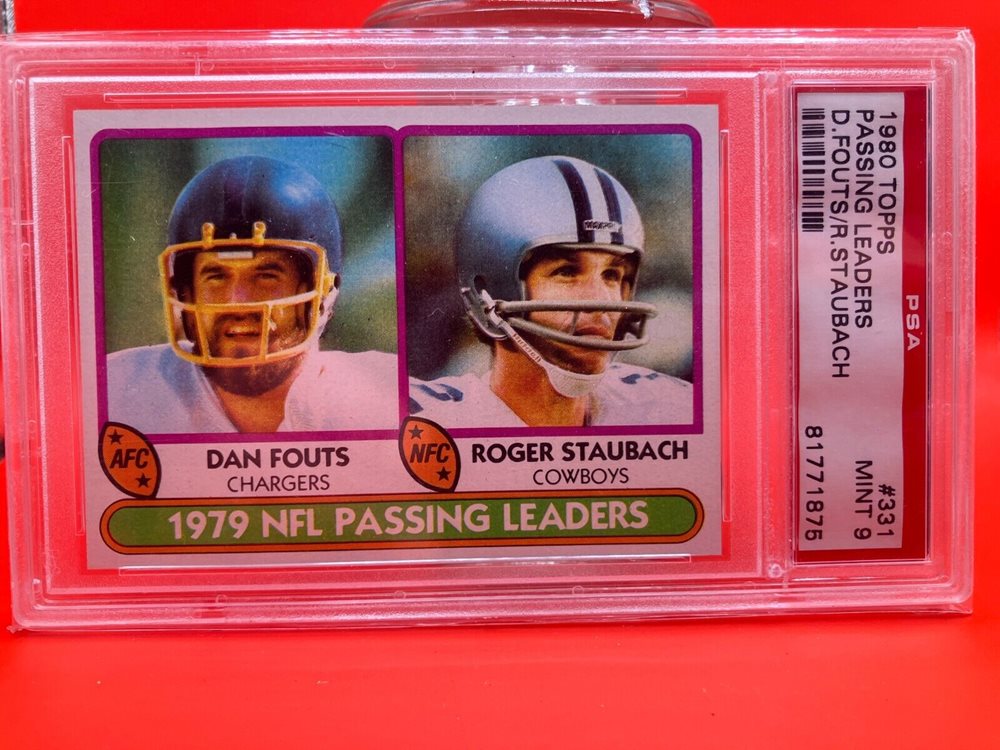 AFC
DAN FOUTS
CHARGERS
NFC
ROGER STAUBACH
COWBOYS
1979 NFL PASSING LEADERS
1980 TOPPS
PASSING LEADERS
D.FOUTS/R.STAUBACH
#331
MINT 9
81771875
PSA